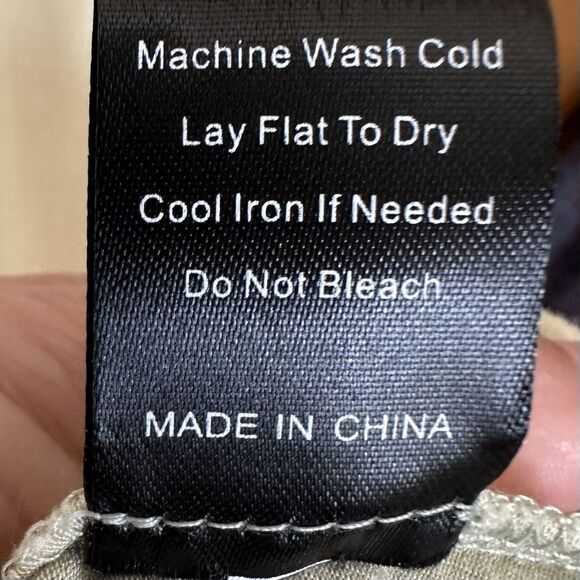 Machine Wash Cold
Lay Flat To Dry
Cool Iron If Needed
Do Not Bleach
MADE IN CHINA